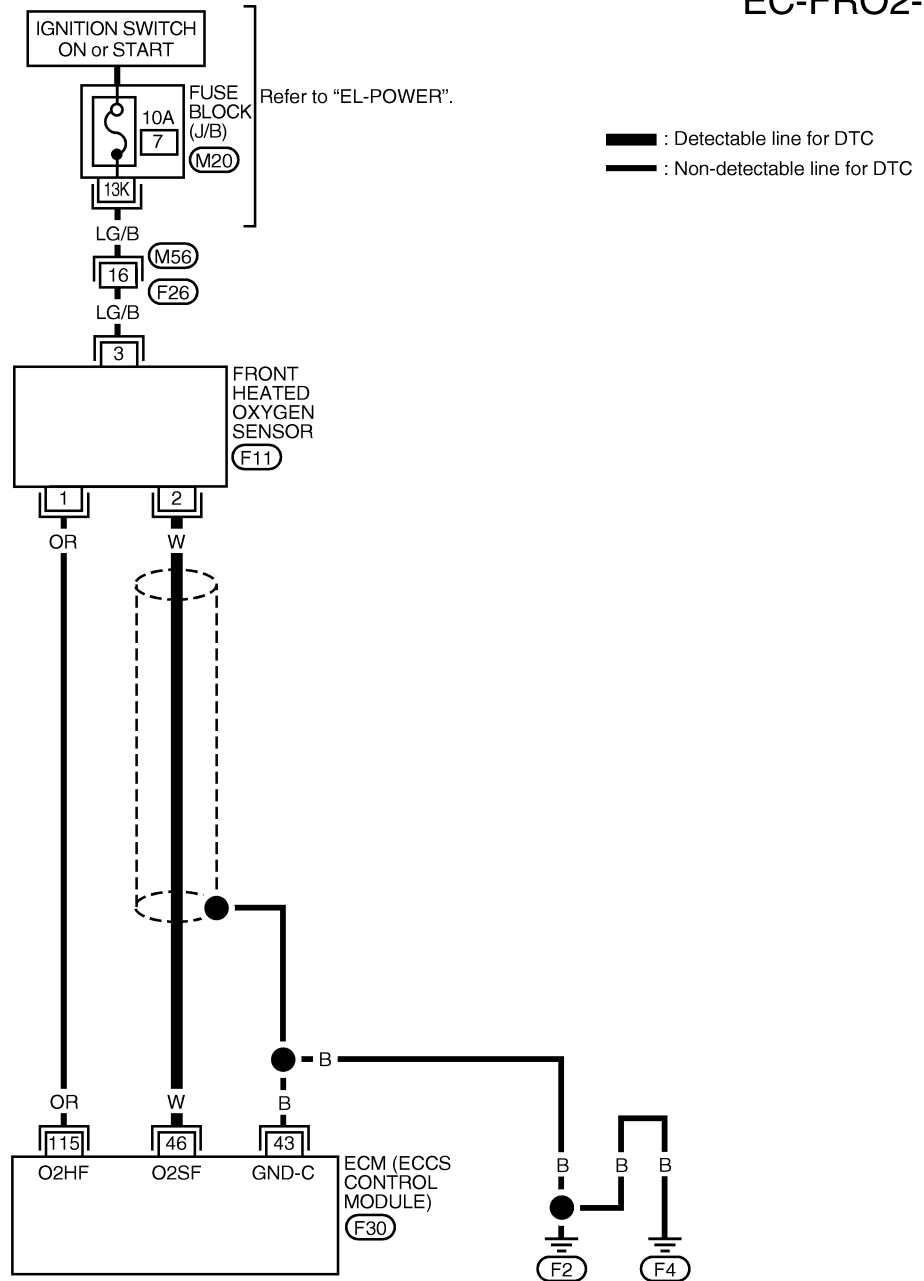 EC-FRO2-
IGNITION SWITCH
ON or START
FUSE
BLOCK
(J/B)
M20
10A
7
Refer to “EL-POWER”.
: Detectable line for DTC
: Non-detectable line for DTC
13K
LG/B
M56
16
F26
LG/B
3
FRONT
HEATED
OXYGEN
SENSOR
F11
1
2
OR
W
B
OR
W
B
B
B
B
115
46
43
O2HF
O2SF
GND-C
ECM (ECCS
CONTROL
MODULE)
F30
F2
F4